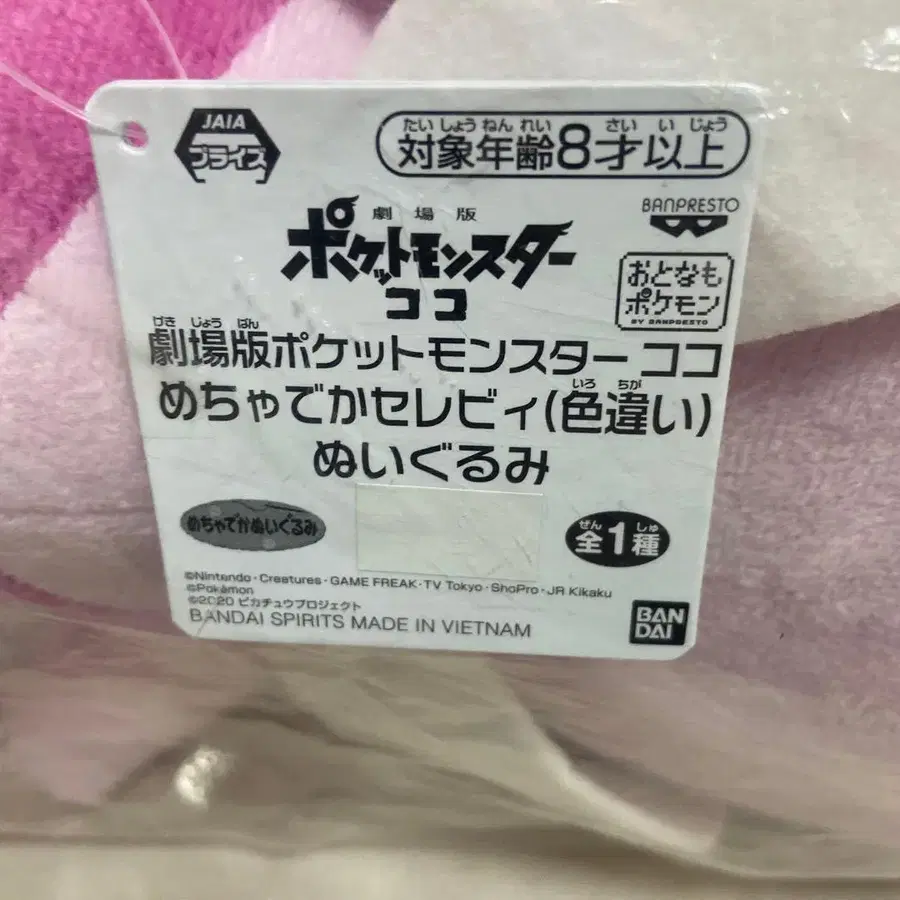 JAIA
プライズ
たいしょうねんれい さい いじょう
対象年齢8才以上
BANPRESTO
劇場版
ポケットモンスター
ココ
おとなも
ポケモン
BY BANPRESTO
げきじょうばん
劇場版ポケットモンスター ココ
いろ ちが
めちゃでかセレビィ(色違い)
ぬいぐるみ
めちゃでかぬいぐるみ
ぜん しゅ
全1種
©Nintendo・Creatures・GAME FREAK・TV Tokyo・ShoPro・JR Kikaku
©Pokémon
©2020 ピカチュウプロジェクト
BANDAI SPIRITS MADE IN VIETNAM
BAN
DAI